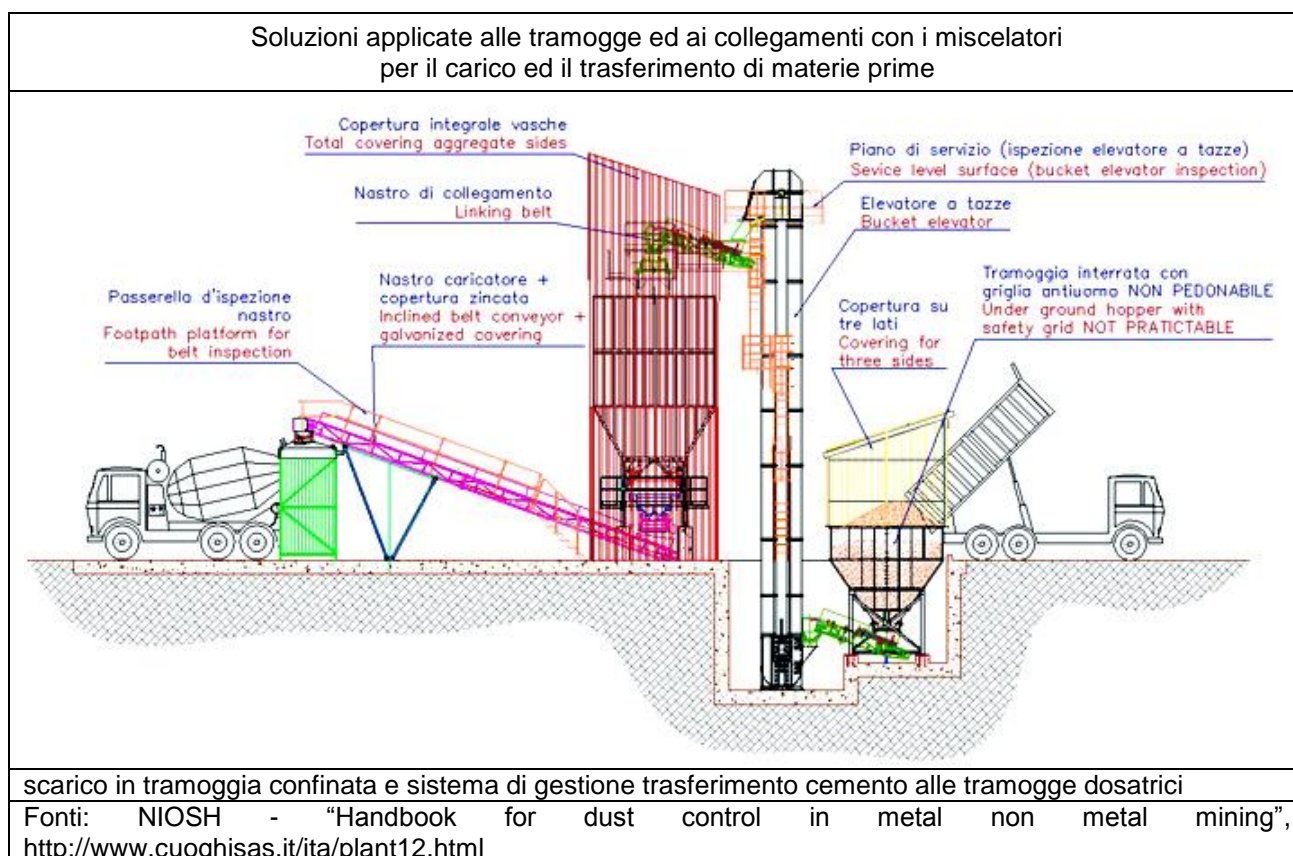 Soluzioni applicate alle tramogge ed ai collegamenti con i miscelatori
per il carico ed il trasferimento di materie prime
Copertura integrale vasche
Total covering aggregate sides
Nastro di collegamento
Linking belt
Nastro caricatore +
copertura zincata
Inclined belt conveyor +
galvanized covering
Passerella d'ispezione
nastro
Footpath platform for
belt inspection
Piano di servizio (ispezione elevatore a tazze)
Sevice level surface (bucket elevator inspection)
Elevatore a tazze
Bucket elevator
Tramoggia interrata con
griglia antiuomo NON PEDONABILE
Under ground hopper with
safety grid NOT PRATICTABLE
Copertura su
tre lati
Covering for
three sides
scarico in tramoggia confinata e sistema di gestione trasferimento cemento alle tramogge dosatrici
Fonti: NIOSH - “Handbook for dust control in metal non metal mining”,
http://www.cuoghisas.it/ita/plant12.html